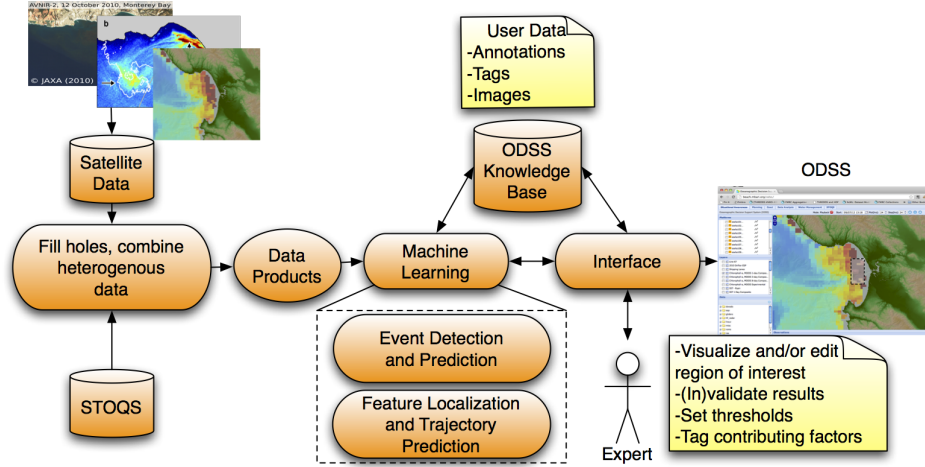 AVNIR-2, 12 October 2010, Monterey Bay
© JAXA (2010)
b
User Data
-Annotations
-Tags
-Images
Satellite
Data
ODSS
Knowledge
Base
ODSS
Fill holes, combine
heterogenous
data
Data
Products
Machine
Learning
Interface
Event Detection
and Prediction
Feature Localization
and Trajectory
Prediction
STOQS
Expert
-Visualize and/or edit
region of interest
-(In)validate results
-Set thresholds
-Tag contributing factors